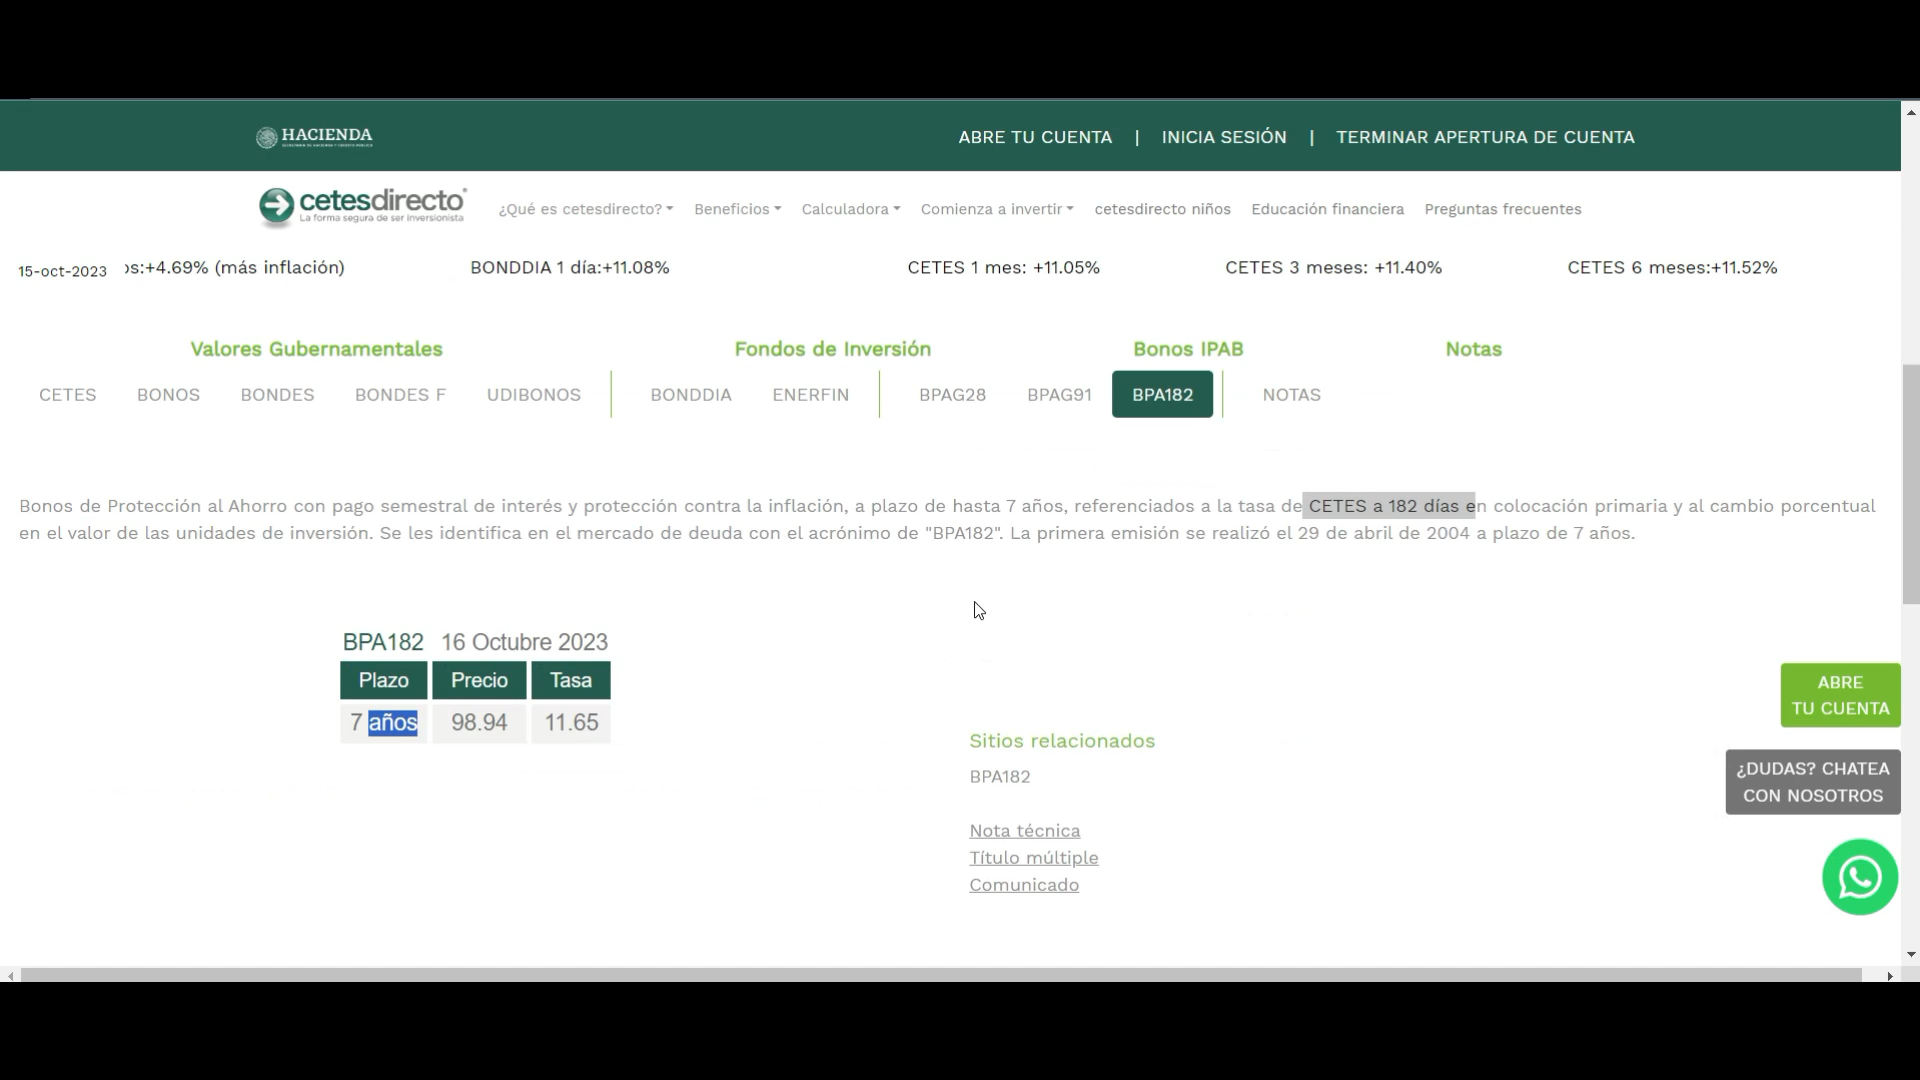 HACIENDA
ABRE TU CUENTA | INICIA SESIÓN | TERMINAR APERTURA DE CUENTA
cetesdirecto
La forma segura de ser inversionista
¿Qué es cetesdirecto? Beneficios Calculadora Comienza a invertir cetesdirecto niños Educación financiera Preguntas frecuentes
15-oct-2023 os:+4.69% (más inflación) BONDDIA 1 día:+11.08% CETES 1 mes: +11.05% CETES 3 meses: +11.40% CETES 6 meses:+11.52%
Valores Gubernamentales Fondos de Inversión Bonos IPAB Notas
CETES BONOS BONDES BONDES F UDIBONOS BONDDIA ENERFIN BPAG28 BPAG91 BPA182 NOTAS
Bonos de Protección al Ahorro con pago semestral de interés y protección contra la inflación, a plazo de hasta 7 años, referenciados a la tasa de CETES a 182 días en colocación primaria y al cambio porcentual
en el valor de las unidades de inversión. Se les identifica en el mercado de deuda con el acrónimo de "BPA182". La primera emisión se realizó el 29 de abril de 2004 a plazo de 7 años.
BPA182 16 Octubre 2023
Plazo Precio Tasa
7 años 98.94 11.65
Sitios relacionados
BPA182
Nota técnica
Título múltiple
Comunicado
ABRE
TU CUENTA
¿DUDAS? CHATEA
CON NOSOTROS